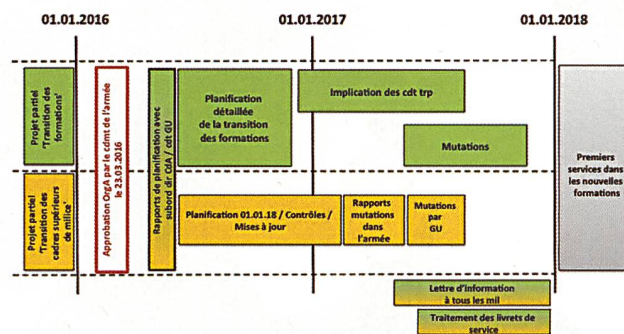 01.01.2016
01.01.2017
01.01.2018
Projet partiel
'Transition des
formations'
Projet partiel
'Transition des
cadres supérieurs
de milice'
Approbation OrgA par le cdmt de l'armée
le 23.03 2016
Rapports de planification avec
subord dir CdA / cdt GU
Planification
détaillée
de la transition
des formations
Implication des cdt trp
Mutations
Planification 01.01.18 / Contrôles /
Mises à jour
Rapports
mutations
dans
l'armée
Mutations
par
GU
Lettre d'information
à tous les mil
Traitement des livrets de
service
Premiers
services dans
les nouvelles
formations